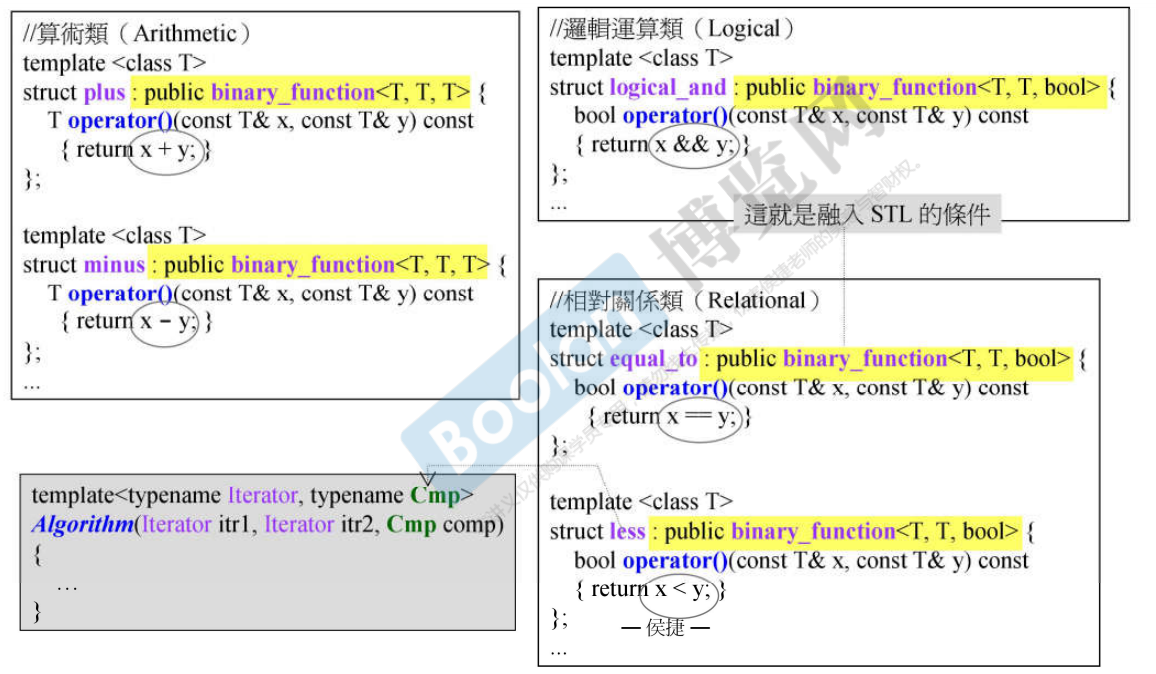 //算術類（Arithmetic）
template <class T>
struct plus : public binary_function<T, T, T> {
T operator()(const T& x, const T& y) const
{ return x + y; }
};
template <class T>
struct minus : public binary_function<T, T, T> {
T operator()(const T& x, const T& y) const
{ return x − y; }
};
...
template<typename Iterator, typename Cmp>
Algorithm(Iterator itr1, Iterator itr2, Cmp comp)
{
...
}
//邏輯運算類（Logical）
template <class T>
struct logical_and : public binary_function<T, T, bool> {
bool operator()(const T& x, const T& y) const
{ return x && y; }
};
...
這就是融入 STL 的條件
//相對關係類（Relational）
template <class T>
struct equal_to : public binary_function<T, T, bool> {
bool operator()(const T& x, const T& y) const
{ return x == y; }
};
template <class T>
struct less : public binary_function<T, T, bool> {
bool operator()(const T& x, const T& y) const
{ return x < y; }
};
— 侯捷 —
...
Boolan 博览网